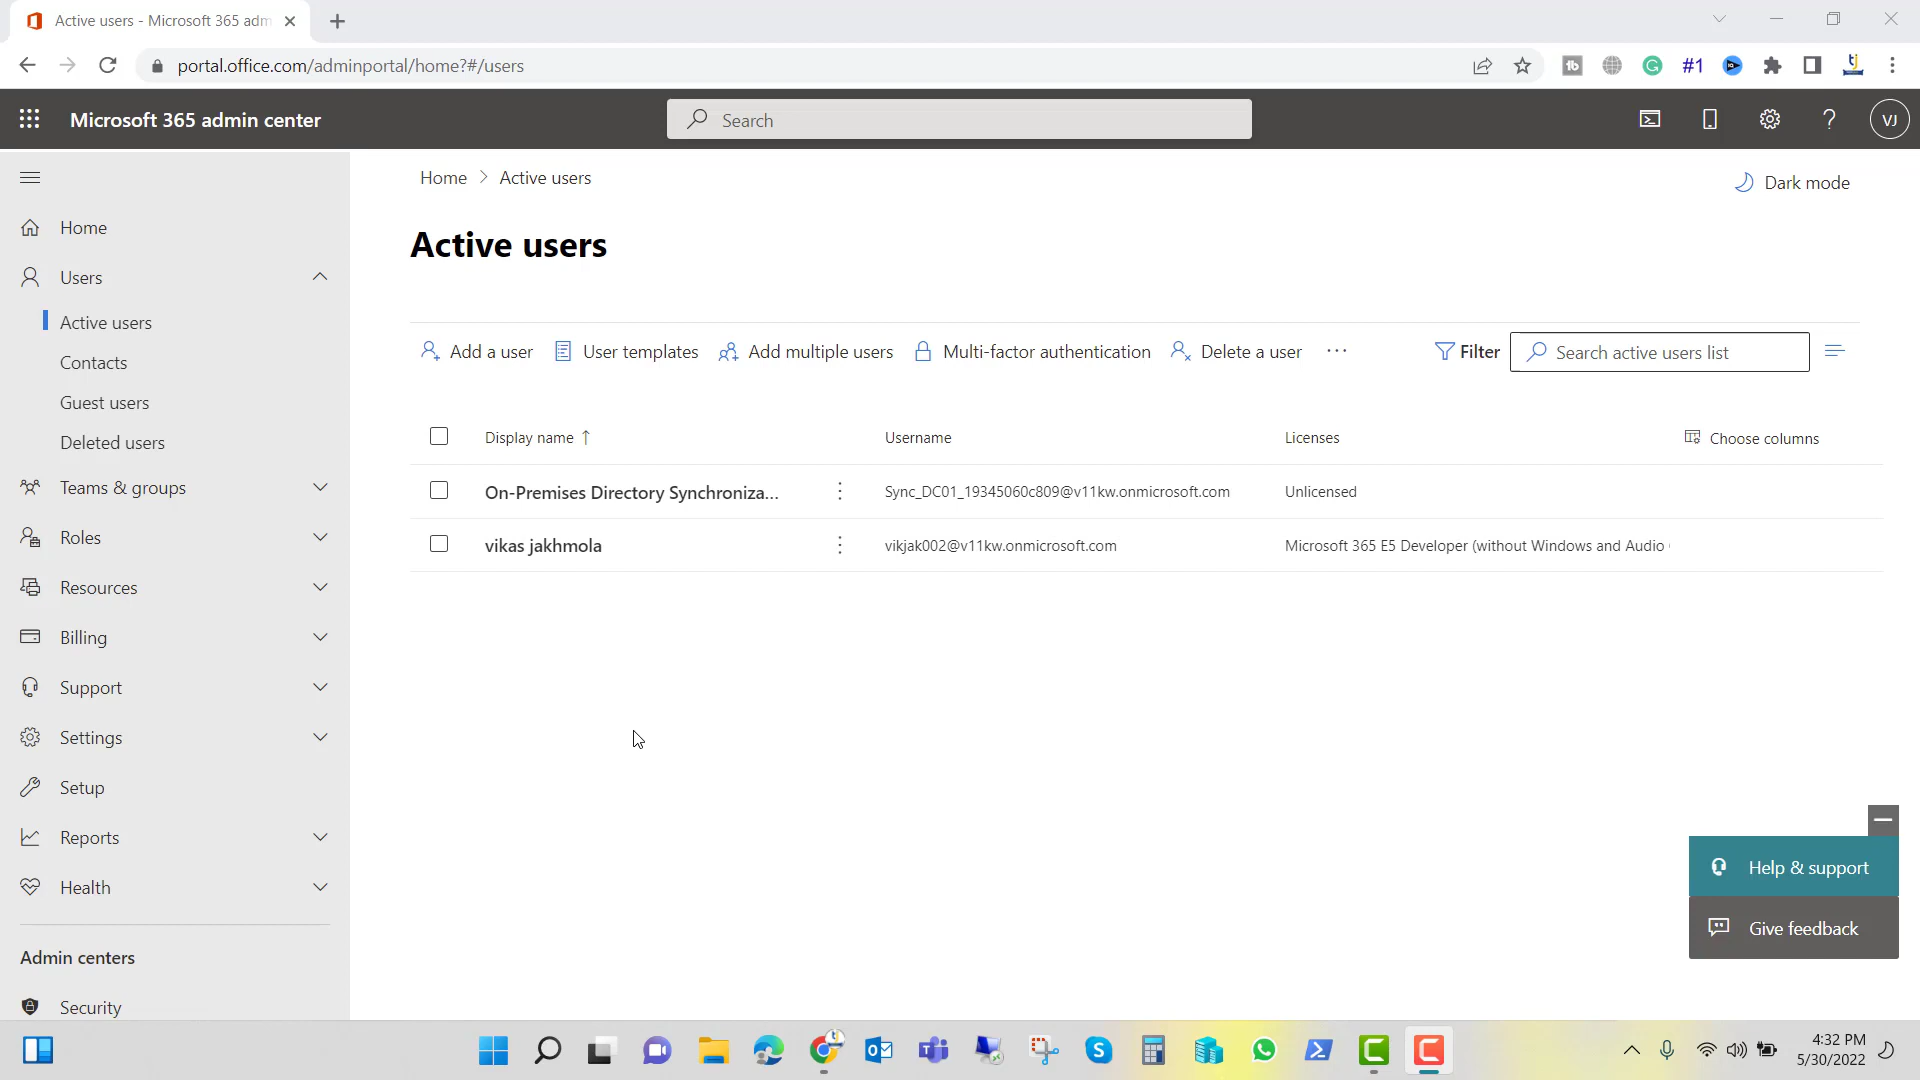 Active users - Microsoft 365 adm
portal.office.com/adminportal/home?#/users
#1
Microsoft 365 admin center
Search
VJ
Home > Active users
Dark mode
Active users
Home
Users
Active users
Contacts
Guest users
Deleted users
Teams & groups
Roles
Resources
Billing
Support
Settings
Setup
Reports
Health
Admin centers
Security
Add a user
User templates
Add multiple users
Multi-factor authentication
Delete a user
Filter
Search active users list
Display name ↑
Username
Licenses
Choose columns
On-Premises Directory Synchroniza...
Sync_DC01_19345060c809@v11kw.onmicrosoft.com
Unlicensed
vikas jakhmola
vikjak002@v11kw.onmicrosoft.com
Microsoft 365 E5 Developer (without Windows and Audio
Help & support
Give feedback
4:32 PM
5/30/2022